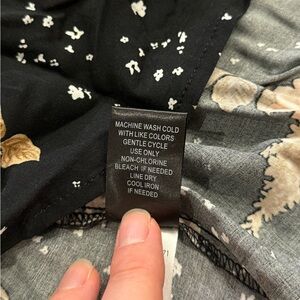 MACHINE WASH COLD
WITH LIKE COLORS
GENTLE CYCLE
USE ONLY
NON-CHLORINE
BLEACH IF NEEDED
LINE DRY
COOL IRON
IF NEEDED